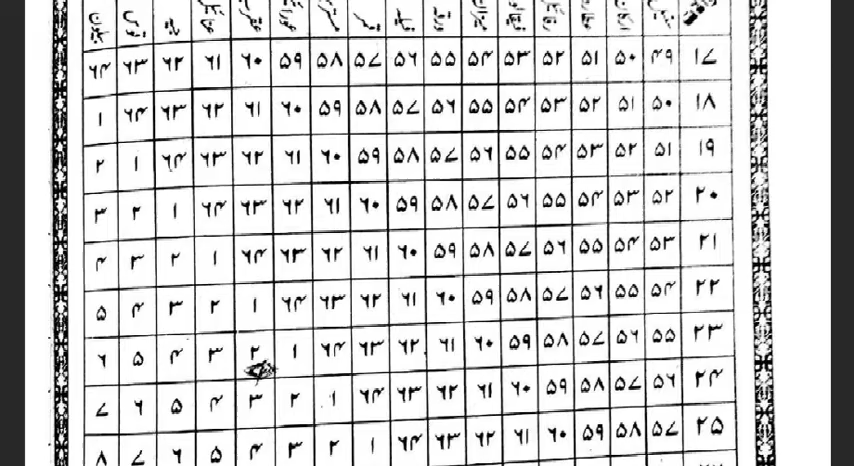 ۱۷ ۴۹ ۵۰ ۵۱ ۵۲ ۵۳ ۵۴ ۵۵ ۵۶ ۵۷ ۵۸ ۵۹ ۶۰ ۶۱ ۶۲ ۶۳ ۶۴
۱۸ ۵۰ ۵۱ ۵۲ ۵۳ ۵۴ ۵۵ ۵۶ ۵۷ ۵۸ ۵۹ ۶۰ ۶۱ ۶۲ ۶۳ ۶۴ ۱
۱۹ ۵۱ ۵۲ ۵۳ ۵۴ ۵۵ ۵۶ ۵۷ ۵۸ ۵۹ ۶۰ ۶۱ ۶۲ ۶۳ ۶۴ ۱ ۲
۲۰ ۵۲ ۵۳ ۵۴ ۵۵ ۵۶ ۵۷ ۵۸ ۵۹ ۶۰ ۶۱ ۶۲ ۶۳ ۶۴ ۱ ۲ ۳
۲۱ ۵۳ ۵۴ ۵۵ ۵۶ ۵۷ ۵۸ ۵۹ ۶۰ ۶۱ ۶۲ ۶۳ ۶۴ ۱ ۲ ۳ ۴
۲۲ ۵۴ ۵۵ ۵۶ ۵۷ ۵۸ ۵۹ ۶۰ ۶۱ ۶۲ ۶۳ ۶۴ ۱ ۲ ۳ ۴ ۵
۲۳ ۵۵ ۵۶ ۵۷ ۵۸ ۵۹ ۶۰ ۶۱ ۶۲ ۶۳ ۶۴ ۱ ۲ ۳ ۴ ۵ ۶
۲۴ ۵۶ ۵۷ ۵۸ ۵۹ ۶۰ ۶۱ ۶۲ ۶۳ ۶۴ ۱ ۲ ۳ ۴ ۵ ۶ ۷
۲۵ ۵۷ ۵۸ ۵۹ ۶۰ ۶۱ ۶۲ ۶۳ ۶۴ ۱ ۲ ۳ ۴ ۵ ۶ ۷ ۸